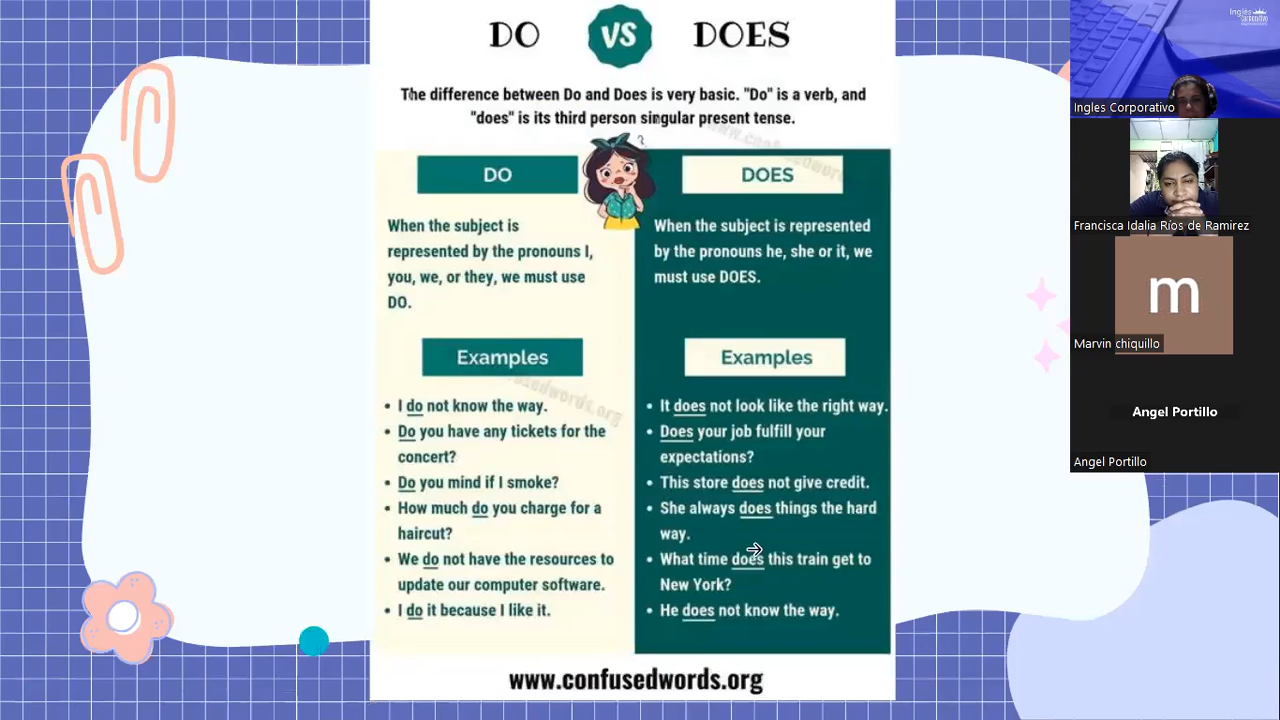 DO VS DOES
The difference between Do and Does is very basic. "Do" is a verb, and
"does" is its third person singular present tense.
DO
When the subject is
represented by the pronouns I,
you, we, or they, we must use
DO.
Examples
• I do not know the way.
• Do you have any tickets for the
concert?
• Do you mind if I smoke?
• How much do you charge for a
haircut?
• We do not have the resources to
update our computer software.
• I do it because I like it.
DOES
When the subject is represented
by the pronouns he, she or it, we
must use DOES.
Examples
• It does not look like the right way.
• Does your job fulfill your
expectations?
• This store does not give credit.
• She always does things the hard
way.
• What time does this train get to
New York?
• He does not know the way.
www.confusedwords.org
Ingles Corporativo
Francisca Idalia Ríos de Ramirez
m
Marvin chiquillo
Angel Portillo
Angel Portillo